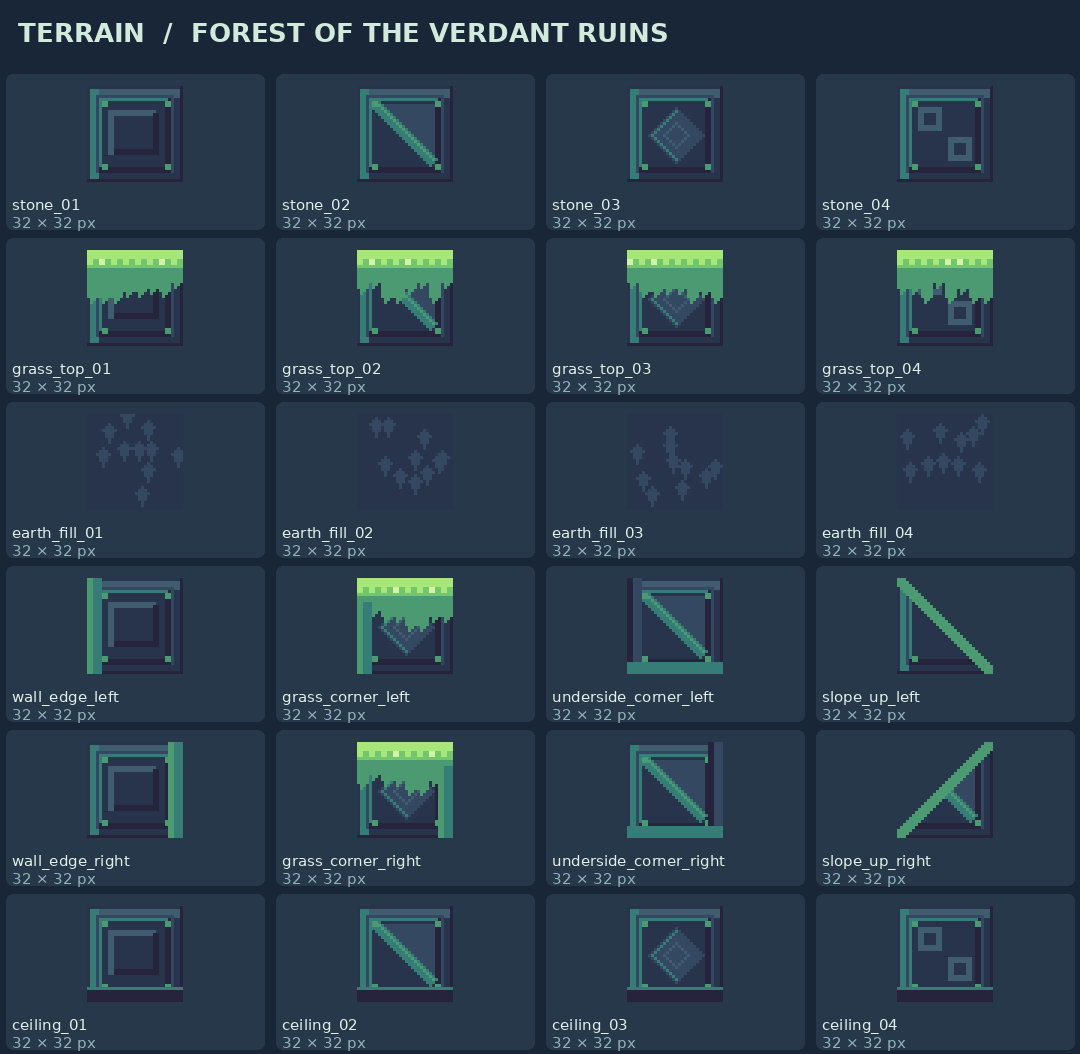 TERRAIN / FOREST OF THE VERDANT RUINS
stone_01
32 × 32 px
stone_02
32 × 32 px
stone_03
32 × 32 px
stone_04
32 × 32 px
grass_top_01
32 × 32 px
grass_top_02
32 × 32 px
grass_top_03
32 × 32 px
grass_top_04
32 × 32 px
earth_fill_01
32 × 32 px
earth_fill_02
32 × 32 px
earth_fill_03
32 × 32 px
earth_fill_04
32 × 32 px
wall_edge_left
32 × 32 px
grass_corner_left
32 × 32 px
underside_corner_left
32 × 32 px
slope_up_left
32 × 32 px
wall_edge_right
32 × 32 px
grass_corner_right
32 × 32 px
underside_corner_right
32 × 32 px
slope_up_right
32 × 32 px
ceiling_01
32 × 32 px
ceiling_02
32 × 32 px
ceiling_03
32 × 32 px
ceiling_04
32 × 32 px